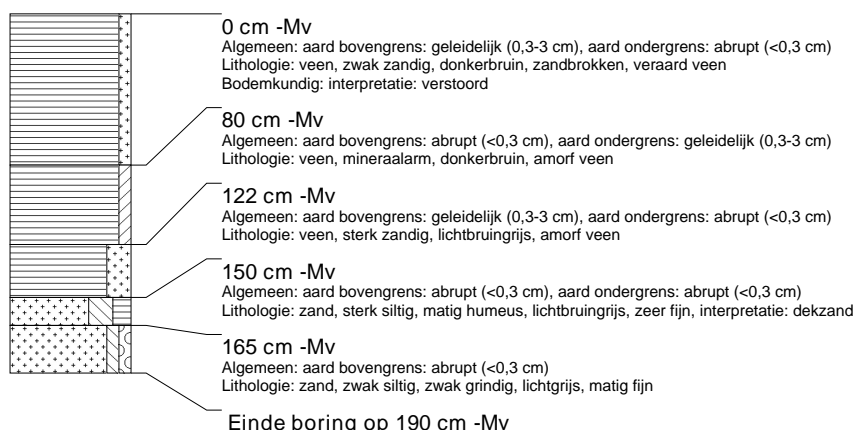 0 cm -Mv
Algemeen: aard bovengrens: geleidelijk (0,3-3 cm), aard ondergrens: abrupt (<0,3 cm)
Lithologie: veen, zwak zandig, donkerbruin, zandbrokken, veraard veen
Bodemkundig: interpretatie: verstoord
80 cm -Mv
Algemeen: aard bovengrens: abrupt (<0,3 cm), aard ondergrens: geleidelijk (0,3-3 cm)
Lithologie: veen, mineraalarm, donkerbruin, amorf veen
122 cm -Mv
Algemeen: aard bovengrens: geleidelijk (0,3-3 cm), aard ondergrens: abrupt (<0,3 cm)
Lithologie: veen, sterk zandig, lichtbruingrijs, amorf veen
150 cm -Mv
Algemeen: aard bovengrens: abrupt (<0,3 cm), aard ondergrens: abrupt (<0,3 cm)
Lithologie: zand, sterk siltig, matig humeus, lichtbruingrijs, zeer fijn, interpretatie: dekzand
165 cm -Mv
Algemeen: aard bovengrens: abrupt (<0,3 cm)
Lithologie: zand, zwak siltig, zwak grindig, lichtgrijs, matig fijn
Einde boring op 190 cm -Mv